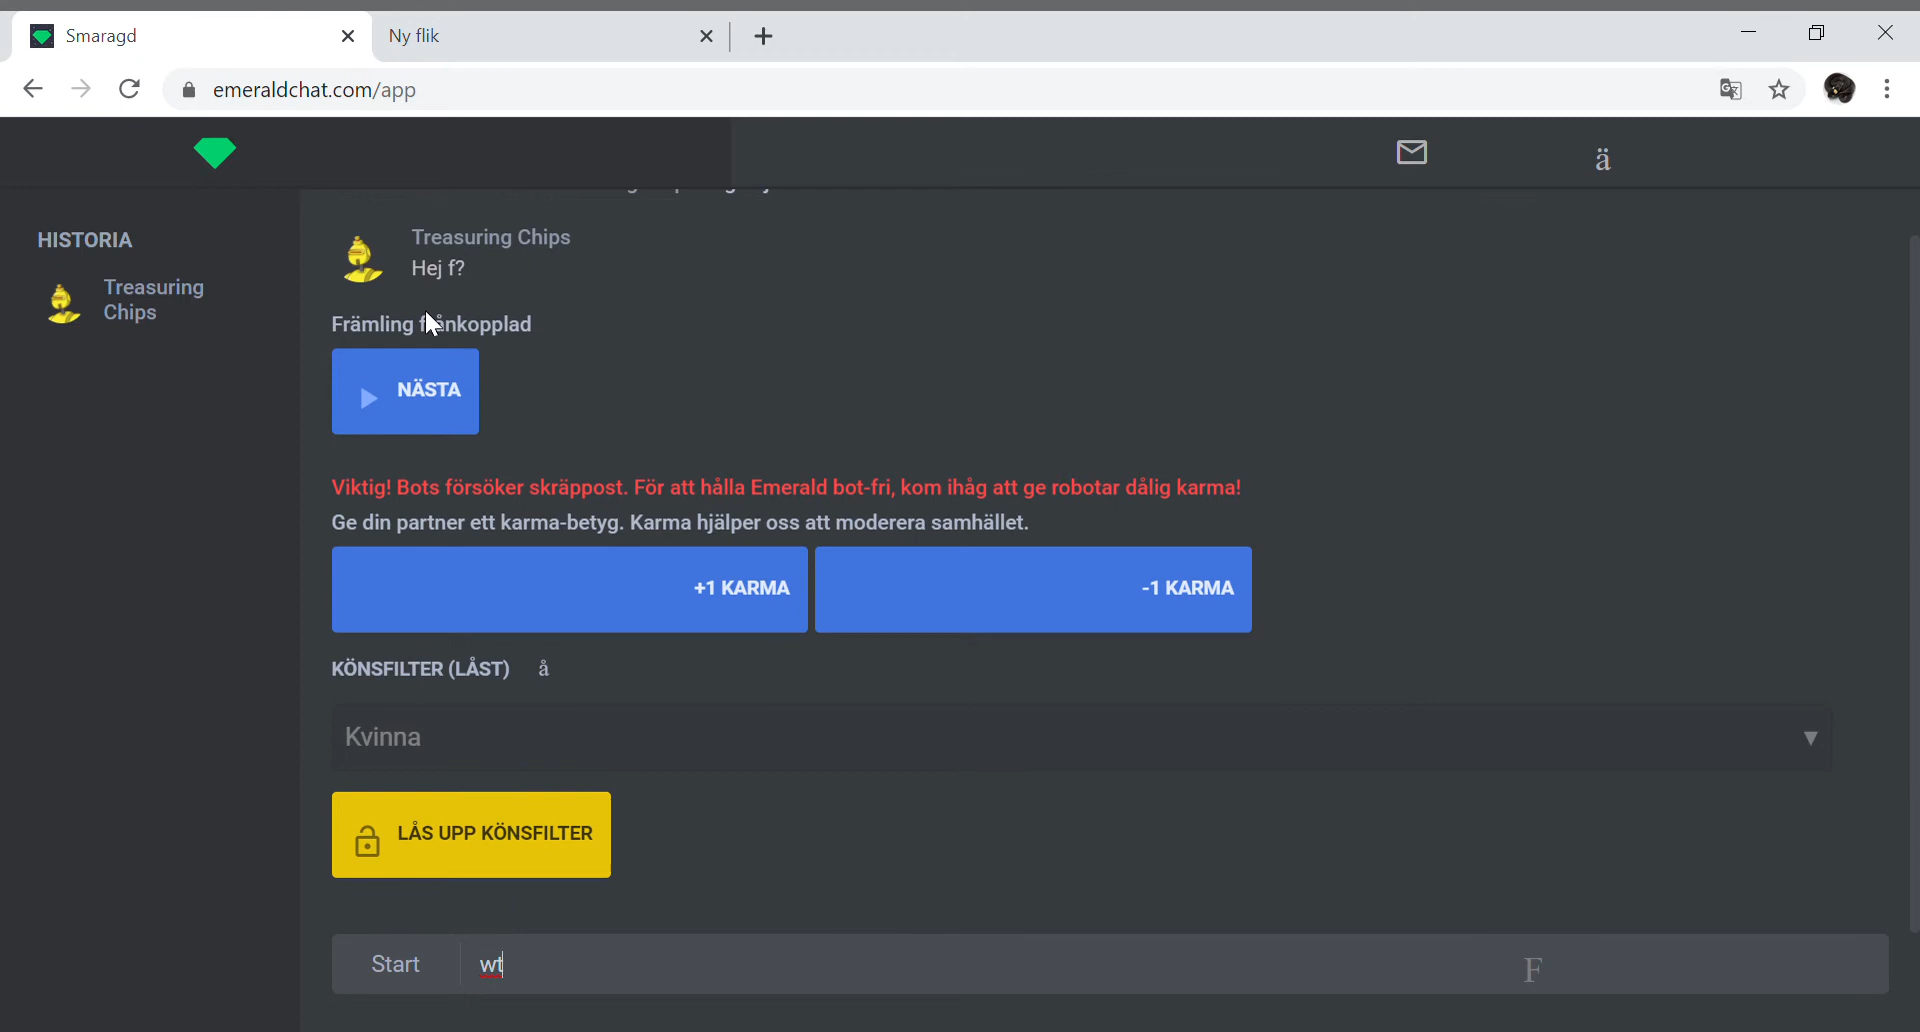 Smaragd
Ny flik
emeraldchat.com/app
ä
HISTORIA
Treasuring
Chips
Treasuring Chips
Hej f?
Främling frånkopplad
NÄSTA
Viktig! Bots försöker skräppost. För att hålla Emerald bot-fri, kom ihåg att ge robotar dålig karma!
Ge din partner ett karma-betyg. Karma hjälper oss att moderera samhället.
+1 KARMA
-1 KARMA
KÖNSFILTER (LÅST) å
Kvinna
LÅS UPP KÖNSFILTER
Start wt F